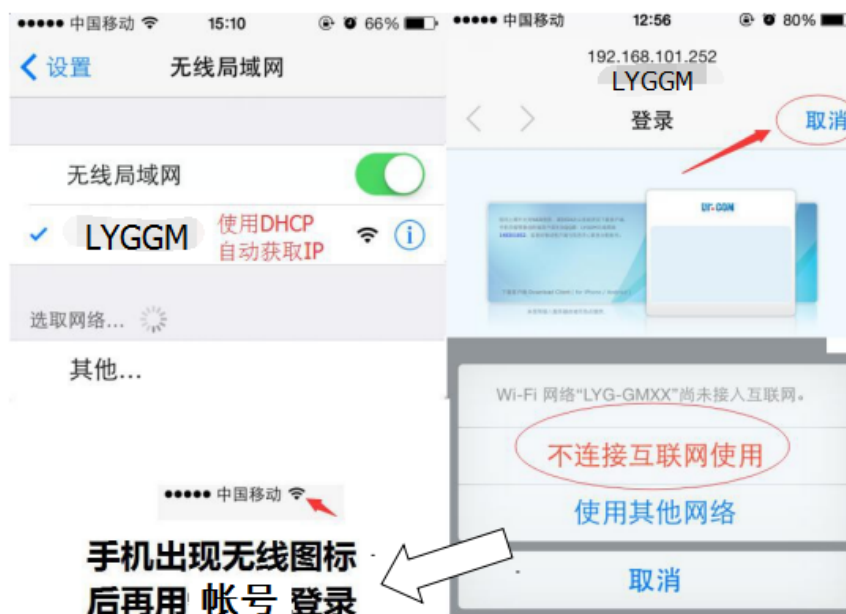 中国移动 15:10 66%
设置 无线局域网
无线局域网
LYGGM 使用DHCP
自动获取IP
选取网络...
其他...
中国移动 12:56 80%
192.168.101.252
LYGGM
登录 取消
Dr.COM
Wi-Fi 网络“LYG-GMXX”尚未接入互联网。
不连接互联网使用
使用其他网络
取消
中国移动
手机出现无线图标
后再用 帐号 登录